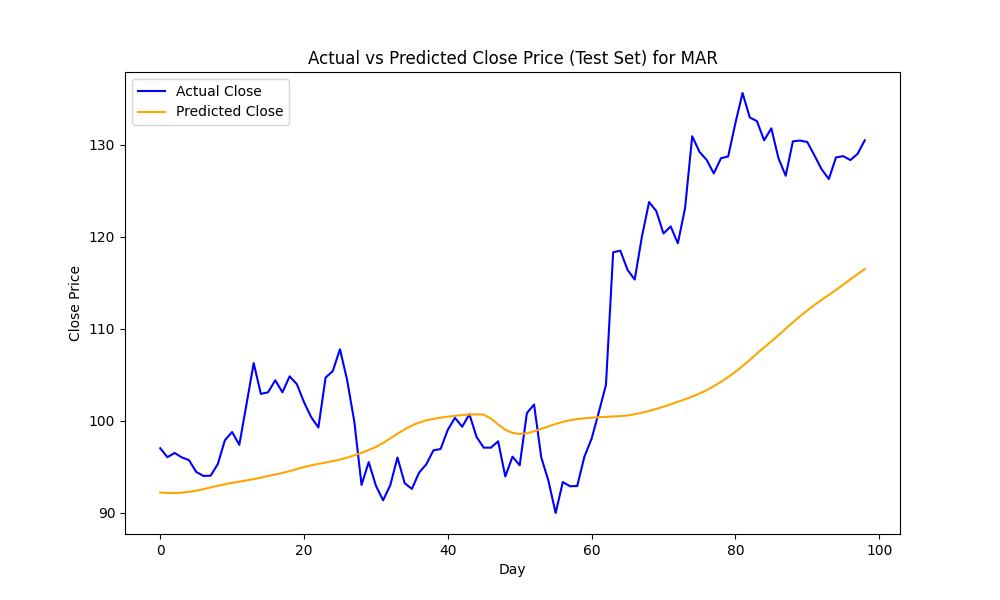 Actual vs Predicted Close Price (Test Set) for MAR
Actual Close
Predicted Close
Close Price
130
120
110
100
90
0 20 40 60 80 100
Day